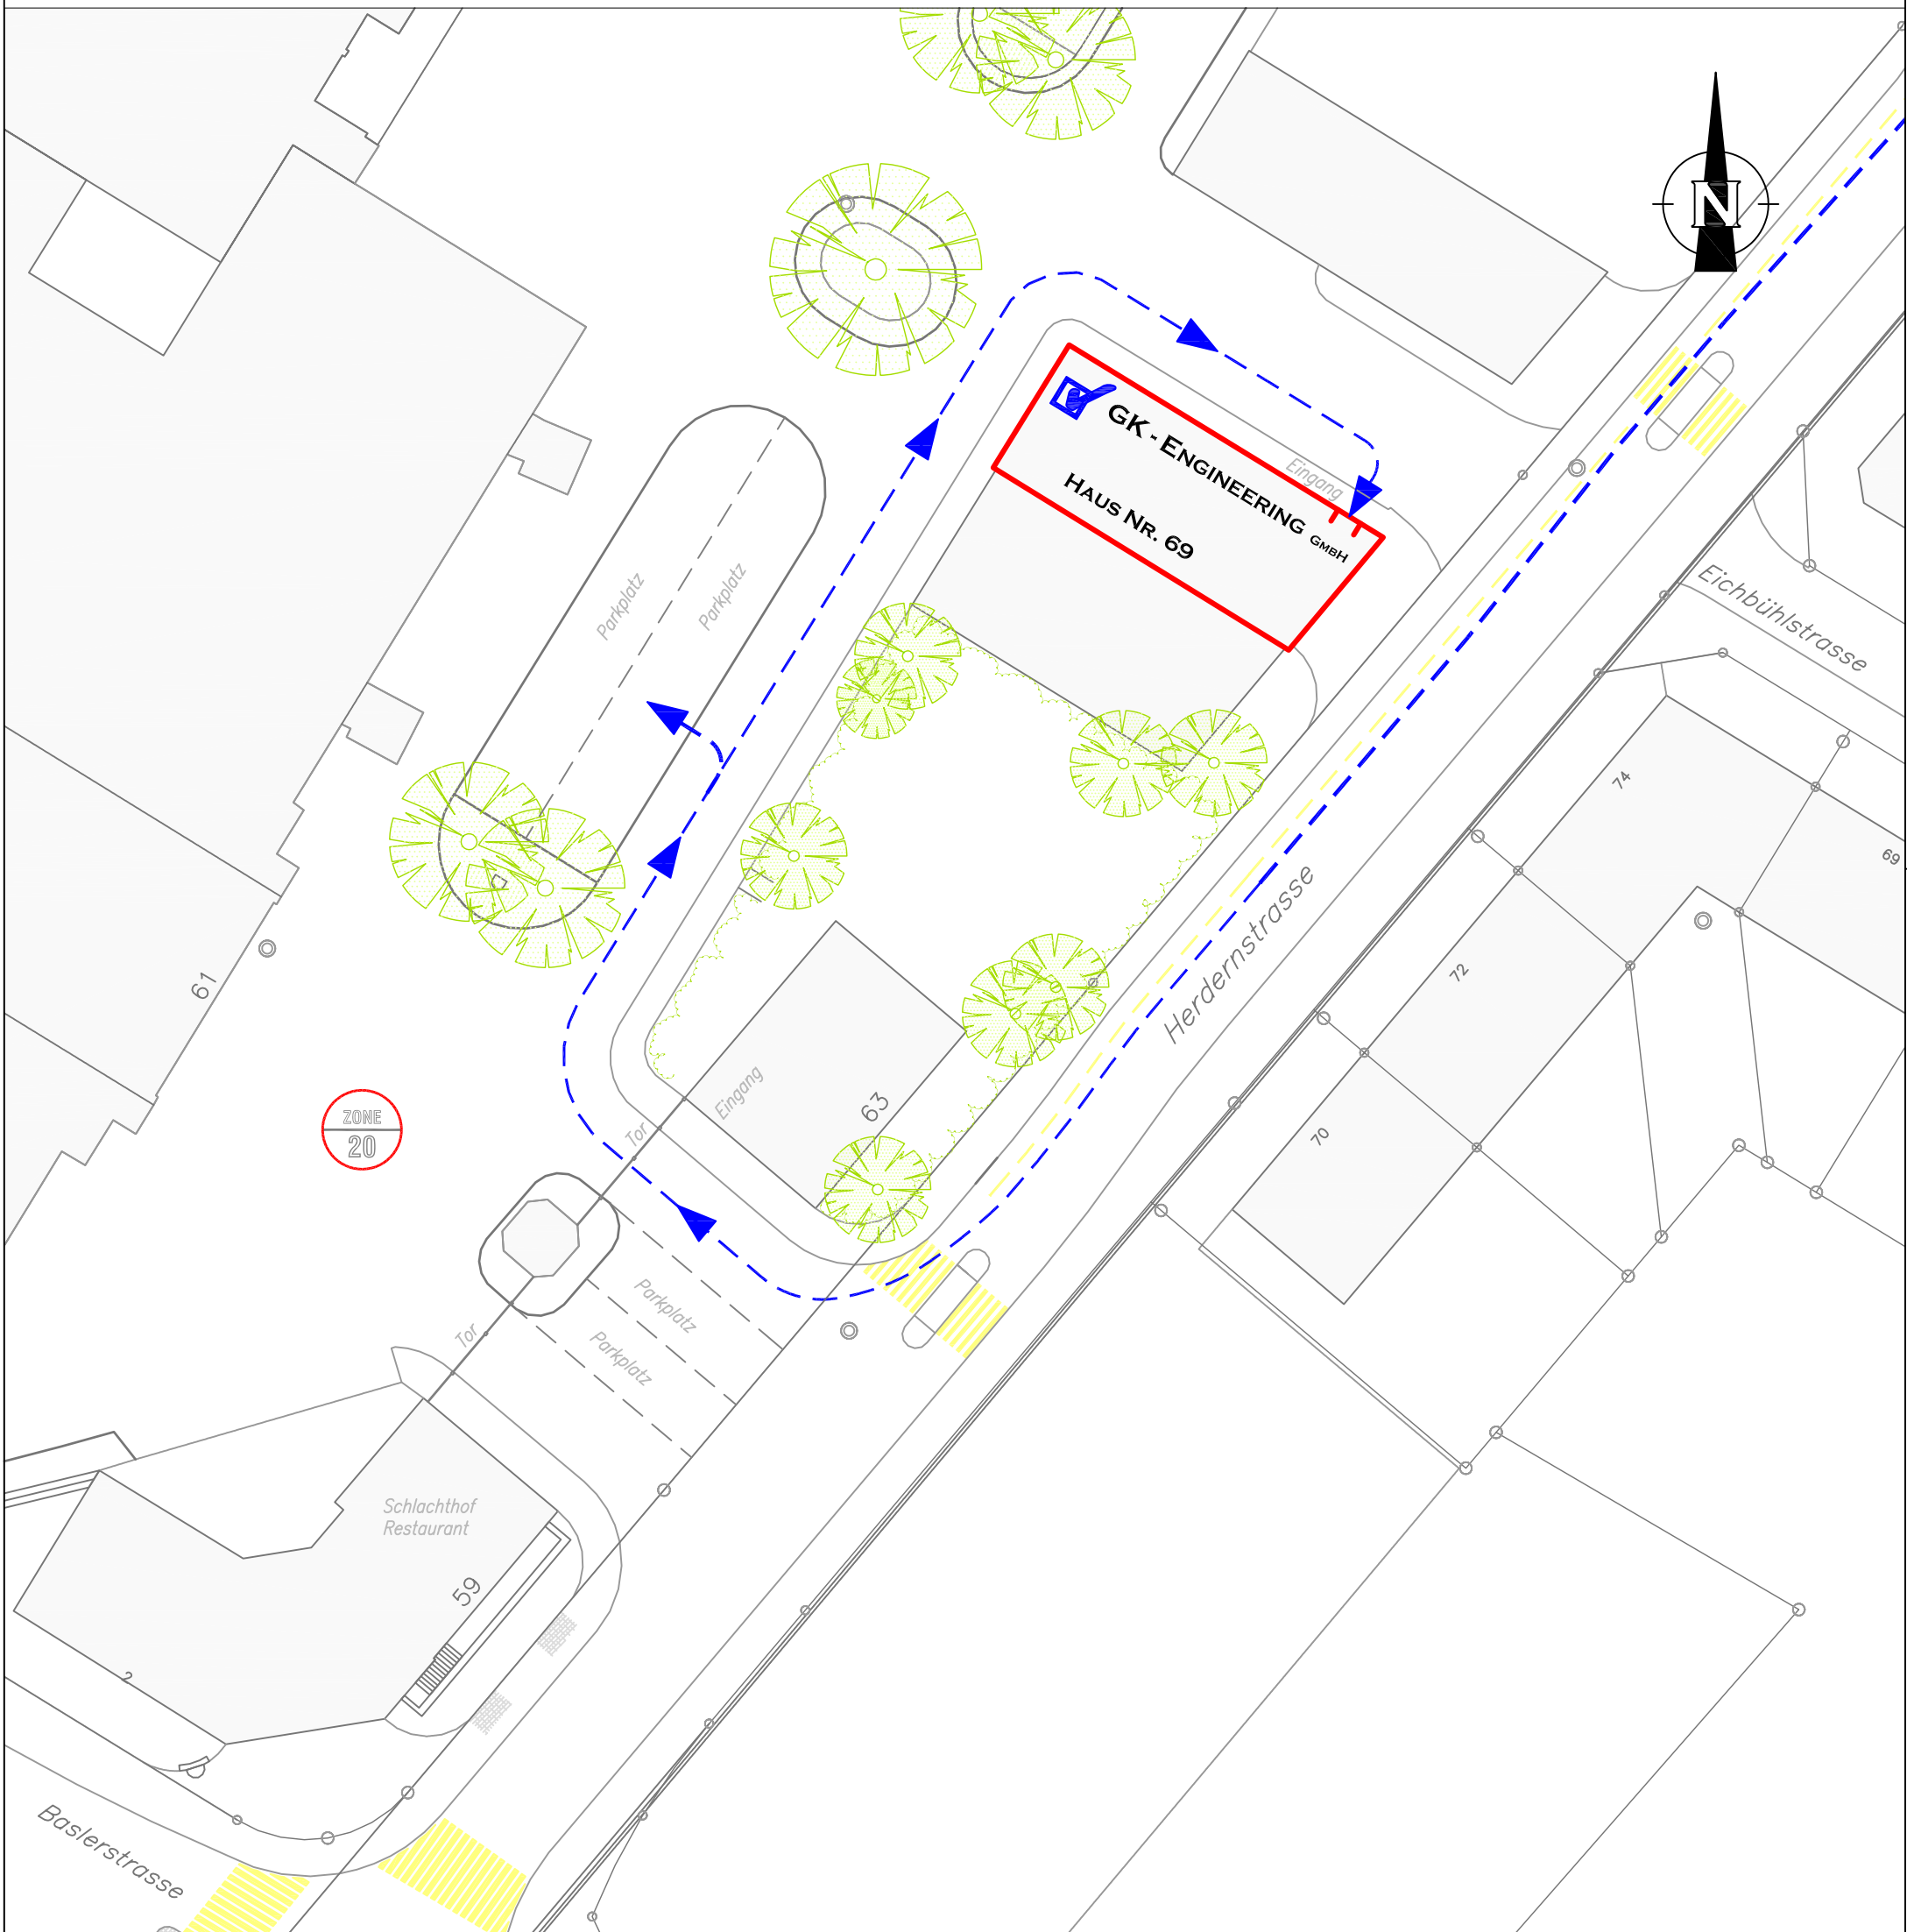 N
GK - ENGINEERING GMBH
HAUS NR. 69
Eingang
Parkplatz
Parkplatz
Eichbühlstrasse
74
69
72
Herdernstrasse
61
ZONE
20
Eingang
Tor
63
70
Parkplatz
Parkplatz
Tor
Schlachthof
Restaurant
59
2
Baslerstrasse